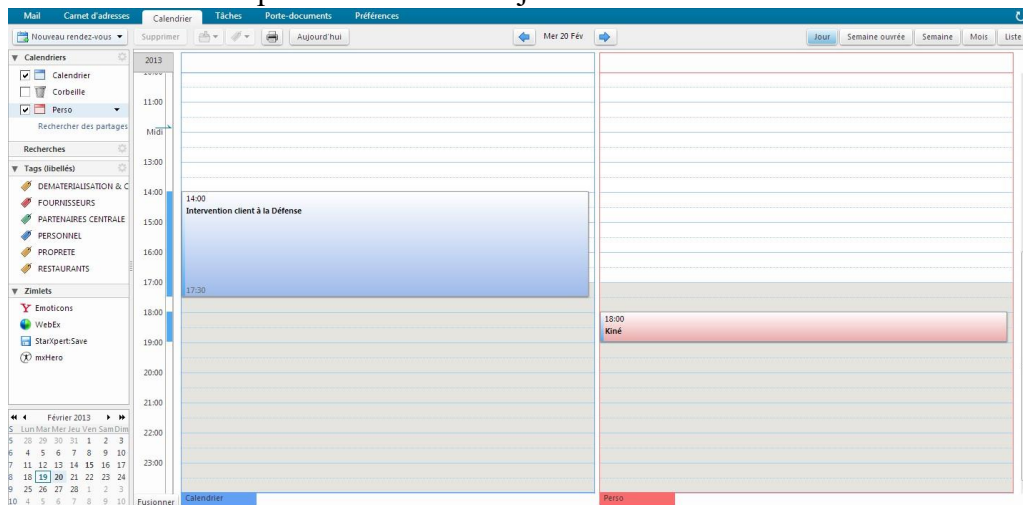 Mail Carnet d'adresses Calendrier Tâches Porte-documents Préférences
Nouveau rendez-vous Supprimer Aujourd'hui Mer 20 Fév Jour Semaine ouvrée Semaine Mois Liste
Calendriers
Calendrier
Corbeille
Perso
Rechercher des partages
Recherches
Tags (libellés)
DEMATERIALISATION & C
FOURNISSEURS
PARTENAIRES CENTRALE
PERSONNEL
PROPRETE
RESTAURANTS
Zimlets
Emoticons
WebEx
StarXpert:Save
mxHero
Février 2013
S Lun Mar Mer Jeu Ven Sam Dim
5 28 29 30 31 1 2 3
6 4 5 6 7 8 9 10
7 11 12 13 14 15 16 17
8 18 19 20 21 22 23 24
9 25 26 27 28 1 2 3
10 4 5 6 7 8 9 10
2013
11:00
Midi
13:00
14:00
15:00
16:00
17:00
18:00
19:00
20:00
21:00
22:00
23:00
Fusionner
14:00
Intervention client à la Défense
17:30
Calendrier
18:00
Kiné
Perso